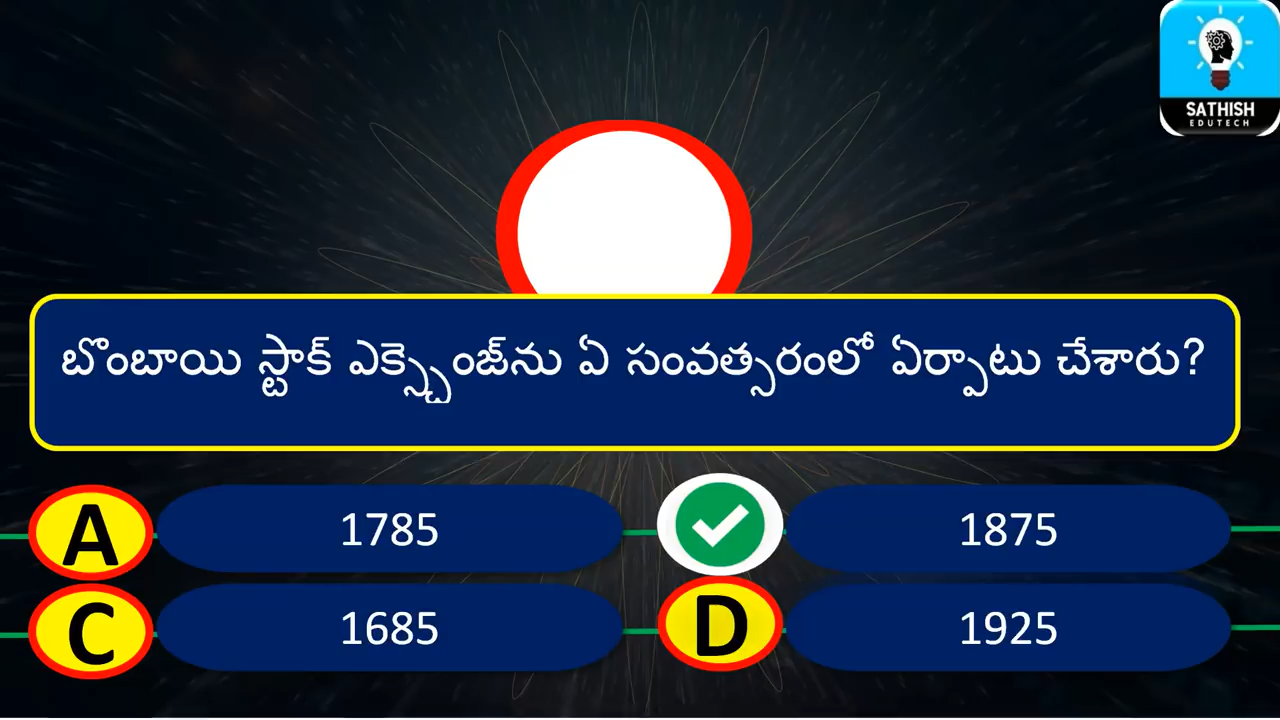 SATHISH
EDUTECH
బొంబాయి స్టాక్ ఎక్స్ఛెంజ్‌ను ఏ సంవత్సరంలో ఏర్పాటు చేశారు?
A 1785
1875
C 1685
D 1925